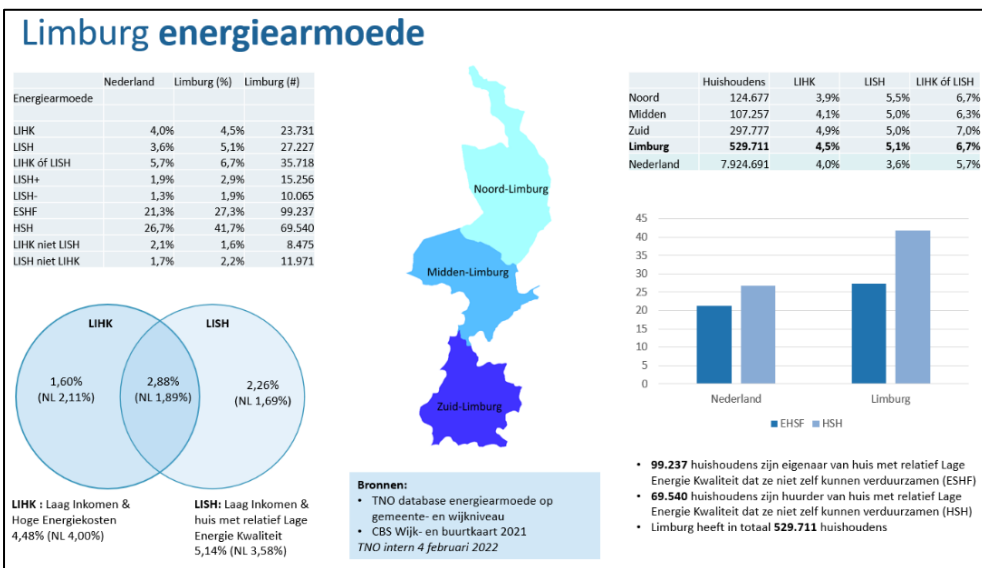 Limburg energiearmoede
Nederland Limburg (%) Limburg (#)
Energiearmoede
LIHK 4,0% 4,5% 23.731
LISH 3,6% 5,1% 27.227
LIHK óf LISH 5,7% 6,7% 35.718
LISH+ 1,9% 2,9% 15.256
LISH- 1,3% 1,9% 10.065
ESHF 21,3% 27,3% 99.237
HSH 26,7% 41,7% 69.540
LIHK niet LISH 2,1% 1,6% 8.475
LISH niet LIHK 1,7% 2,2% 11.971
LIHK
LISH
1,60%
(NL 2,11%)
2,88%
(NL 1,89%)
2,26%
(NL 1,69%)
LIHK : Laag Inkomen &
Hoge Energiekosten
4,48% (NL 4,00%)
LISH: Laag Inkomen &
huis met relatief Lage
Energie Kwaliteit
5,14% (NL 3,58%)
Noord-Limburg
Midden-Limburg
Zuid-Limburg
Bronnen:
• TNO database energiearmoede op
gemeente- en wijkniveau
• CBS Wijk- en buurtkaart 2021
TNO intern 4 februari 2022
Huishoudens LIHK LISH LIHK óf LISH
Noord 124.677 3,9% 5,5% 6,7%
Midden 107.257 4,1% 5,0% 6,3%
Zuid 297.777 4,9% 5,0% 7,0%
Limburg 529.711 4,5% 5,1% 6,7%
Nederland 7.924.691 4,0% 3,6% 5,7%
45
40
35
30
25
20
15
10
5
0
Nederland Limburg
EHSF HSH
• 99.237 huishoudens zijn eigenaar van huis met relatief Lage
Energie Kwaliteit dat ze niet zelf kunnen verduurzamen (ESHF)
• 69.540 huishoudens zijn huurder van huis met relatief Lage
Energie Kwaliteit dat ze niet zelf kunnen verduurzamen (HSH)
• Limburg heeft in totaal 529.711 huishoudens